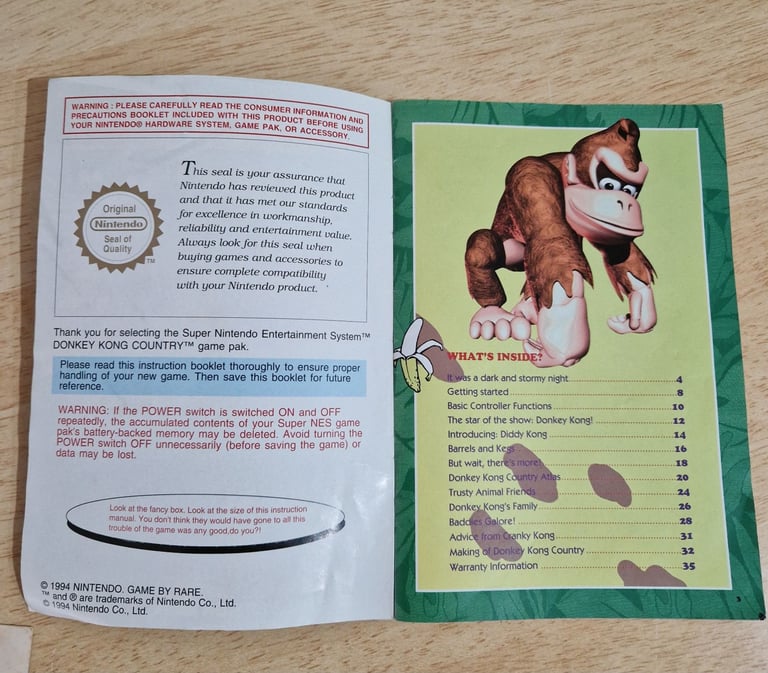 WARNING : PLEASE CAREFULLY READ THE CONSUMER INFORMATION AND
PRECAUTIONS BOOKLET INCLUDED WITH THIS PRODUCT BEFORE USING
YOUR NINTENDO® HARDWARE SYSTEM, GAME PAK, OR ACCESSORY.
Original
Nintendo
Seal of
Quality
TM
This seal is your assurance that
Nintendo has reviewed this product
and that it has met our standards
for excellence in workmanship,
reliability and entertainment value.
Always look for this seal when
buying games and accessories to
ensure complete compatibility
with your Nintendo product.
Thank you for selecting the Super Nintendo Entertainment System™
DONKEY KONG COUNTRY™ game pak.
Please read this instruction booklet thoroughly to ensure proper
handling of your new game. Then save this booklet for future
reference.
WARNING: If the POWER switch is switched ON and OFF
repeatedly, the accumulated contents of your Super NES game
pak's battery-backed memory may be deleted. Avoid turning the
POWER switch OFF unnecessarily (before saving the game) or
data may be lost.
Look at the fancy box. Look at the size of this instruction
manual. You don't think they would have gone to all this
trouble of the game was any good,do you?!
© 1994 NINTENDO. GAME BY RARE.
™ and ® are trademarks of Nintendo Co., Ltd.
© 1994 Nintendo Co., Ltd.
WHAT'S INSIDE?
It was a dark and stormy night 4
Getting started 8
Basic Controller Functions 10
The star of the show: Donkey Kong! 12
Introducing: Diddy Kong 14
Barrels and Kegs 16
But wait, there's more! 18
Donkey Kong Country Atlas 20
Trusty Animal Friends 24
Donkey Kong's Family 26
Baddies Galore! 28
Advice from Cranky Kong 31
Making of Donkey Kong Country 32
Warranty Information 35
3